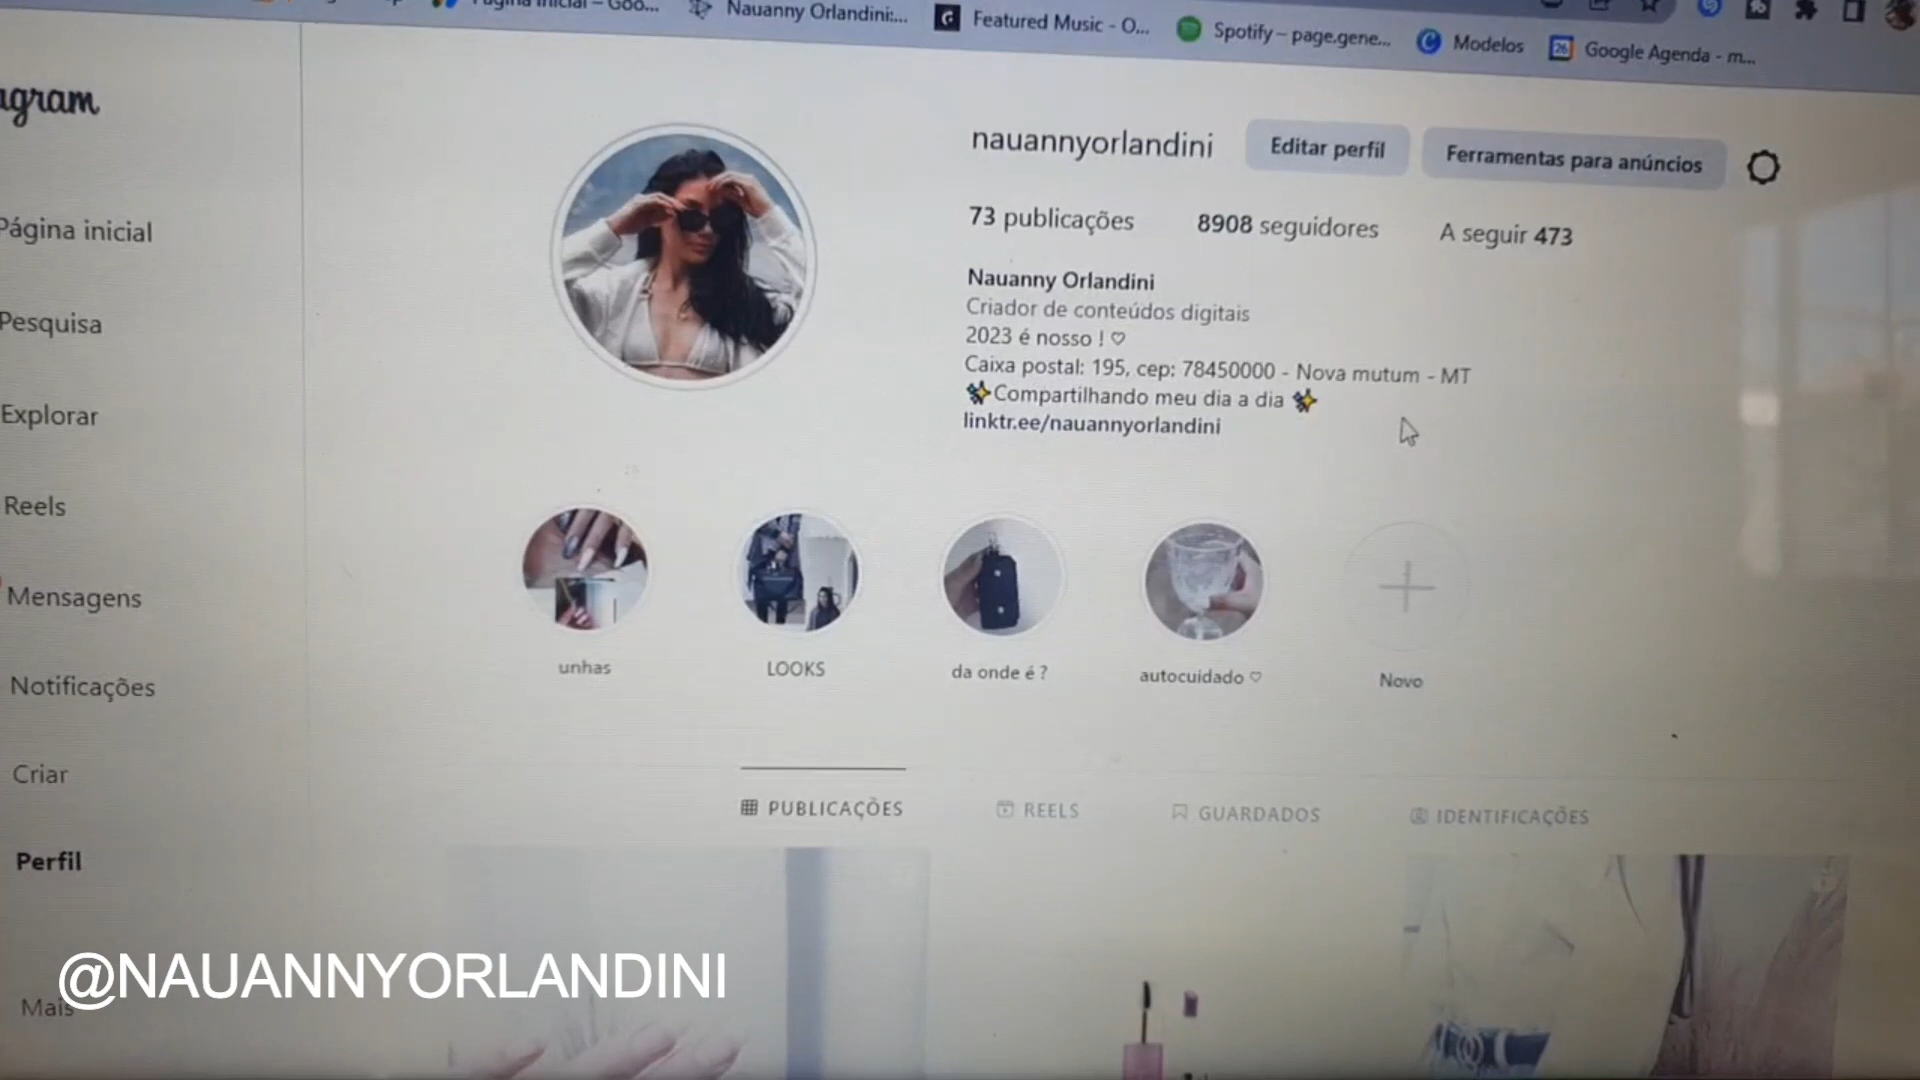 Nauanny Orlandini:...
Featured Music - O...
Spotify – page.gene...
Modelos
26
Google Agenda - m...
agram
nauannyorlandini
Editar perfil
Ferramentas para anúncios
73 publicações
8908 seguidores
A seguir 473
Nauanny Orlandini
Criador de conteúdos digitais
2023 é nosso ! ♡
Caixa postal: 195, cep: 78450000 - Nova mutum - MT
✨Compartilhando meu dia a dia ✨
linktr.ee/nauannyorlandini
Página inicial
Pesquisa
Explorar
Reels
Mensagens
Notificações
Criar
Perfil
Mais
unhas
LOOKS
da onde é ?
autocuidado ♡
Novo
PUBLICAÇÕES
REELS
GUARDADOS
IDENTIFICAÇÕES
@NAUANNYORLANDINI